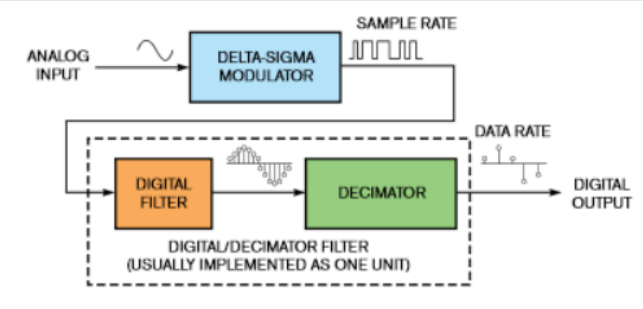 SAMPLE RATE
ANALOG
INPUT
DELTA-SIGMA
MODULATOR
DATA RATE
DIGITAL
FILTER
DECIMATOR
DIGITAL
OUTPUT
DIGITAL/DECIMATOR FILTER
(USUALLY IMPLEMENTED AS ONE UNIT)